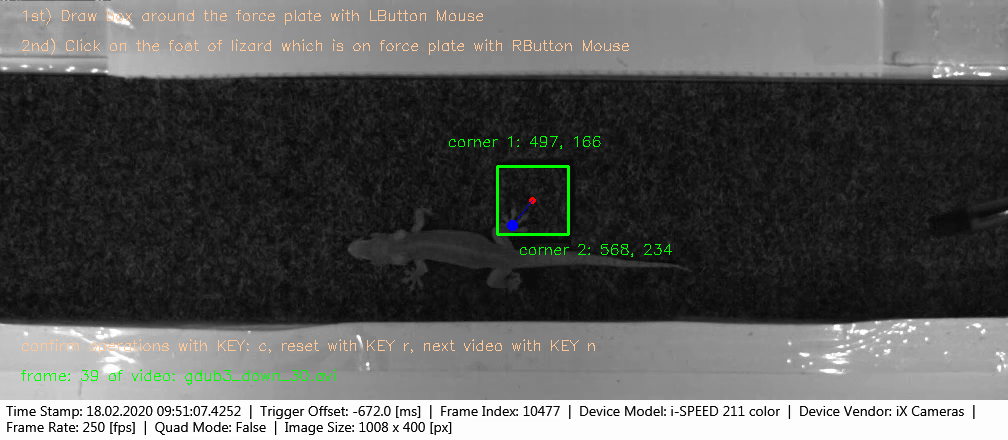 1st) Draw box around the force plate with LButton Mouse
2nd) Click on the foot of lizard which is on force plate with RButton Mouse
corner 1: 497, 166
corner 2: 568, 234
confirm operations with KEY: c, reset with KEY r, next video with KEY n
frame: 39 of video:
Time Stamp: 18.02.2020 09:51:07.4252 | Trigger Offset: -672.0 [ms] | Frame Index: 10477 | Device Model: i-SPEED 211 color | Device Vendor: iX Cameras |
Frame Rate: 250 [fps] | Quad Mode: False | Image Size: 1008 x 400 [px]